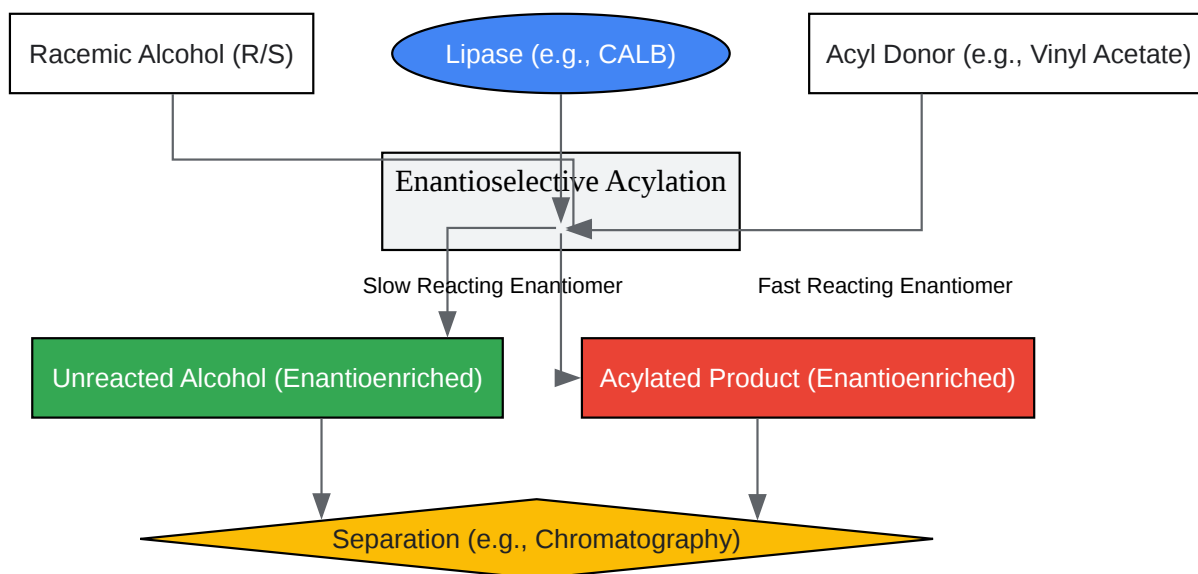 Racemic Alcohol (R/S)
Lipase (e.g., CALB)
Acyl Donor (e.g., Vinyl Acetate)
Enantioselective Acylation
Slow Reacting Enantiomer
Fast Reacting Enantiomer
Unreacted Alcohol (Enantioenriched)
Acylated Product (Enantioenriched)
Separation (e.g., Chromatography)